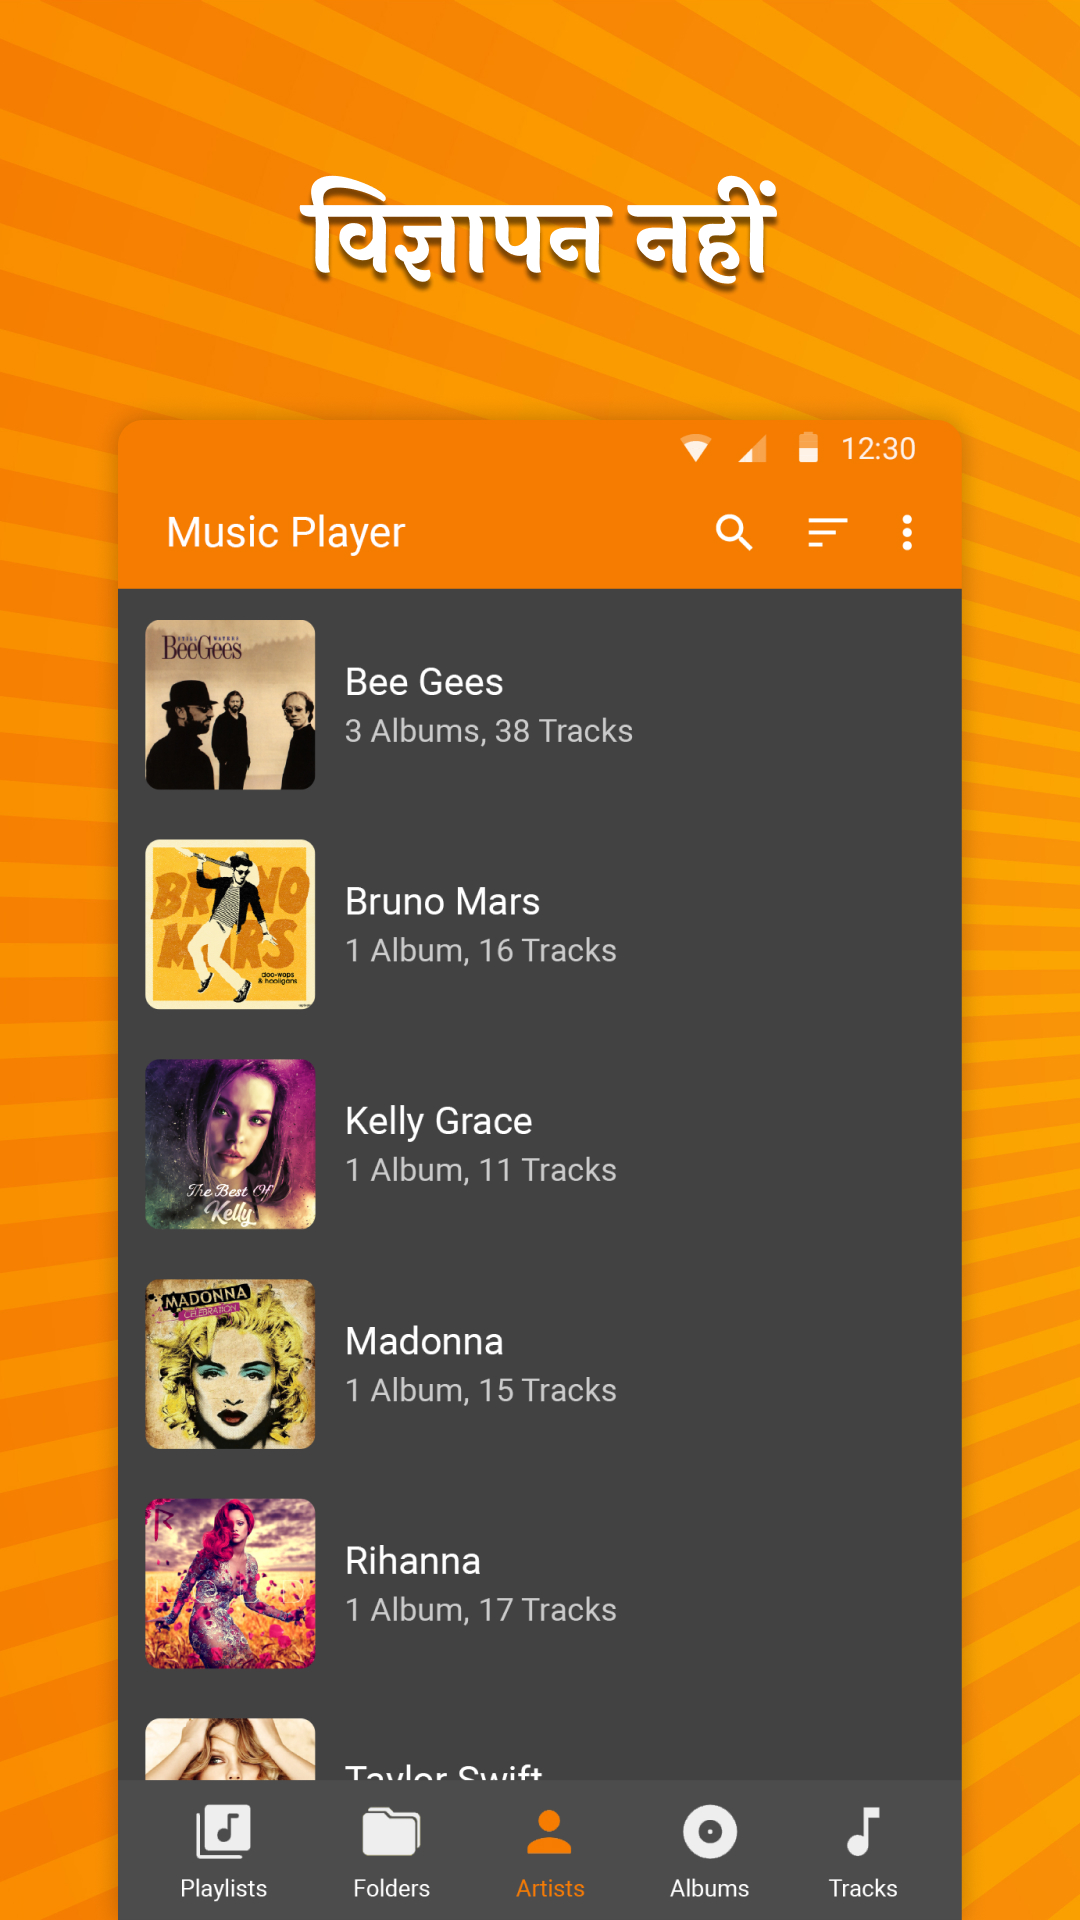 विज्ञापन नहीं
12:30
Music Player
STILL WATERS
BeeGees
Bee Gees
3 Albums, 38 Tracks
BRUNO
MARS
doo-wops
& hooligans
Bruno Mars
1 Album, 16 Tracks
The Best Of
Kelly
Kelly Grace
1 Album, 11 Tracks
MADONNA
CELEBRATION
Madonna
1 Album, 15 Tracks
R
Rihanna
1 Album, 17 Tracks
Taylor Swift
Playlists
Folders
Artists
Albums
Tracks